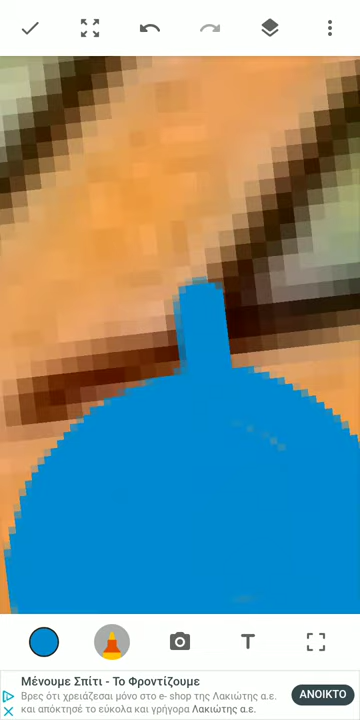 T
Μένουμε Σπίτι - Το Φροντίζουμε
Βρες ότι χρειάζεσαι μόνο στο e- shop της Λακιώτης α.ε.
και απόκτησέ το εύκολα και γρήγορα Λακιώτης α.ε.
ΑΝΟΙΚΤΟ